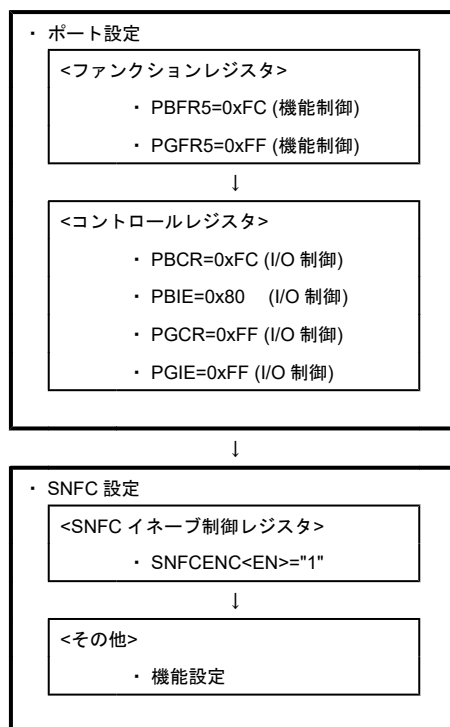 ・ ポート設定
<ファンクションレジスタ>
・ PBFR5=0xFC (機能制御)
・ PGFR5=0xFF (機能制御)
↓
<コントロールレジスタ>
・ PBCR=0xFC (I/O 制御)
・ PBIE=0x80 (I/O 制御)
・ PGCR=0xFF (I/O 制御)
・ PGIE=0xFF (I/O 制御)
↓
・ SNFC 設定
<SNFC イネーブ制御レジスタ>
・ SNFCENC<EN>="1"
↓
<その他>
・ 機能設定